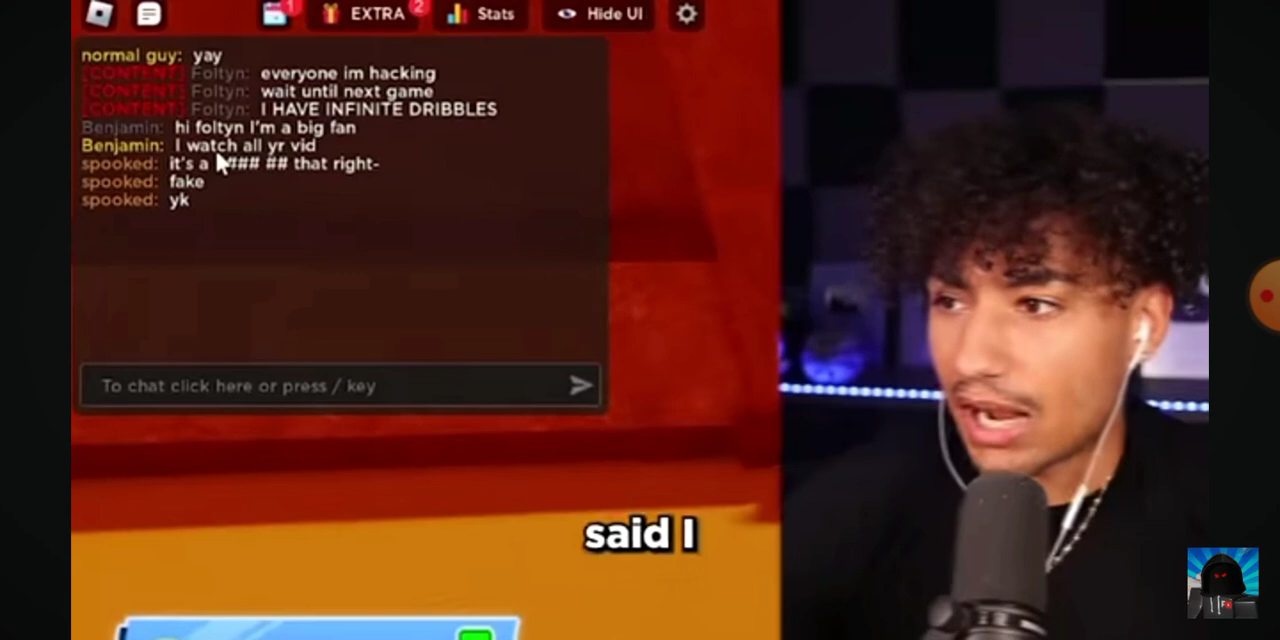 1 EXTRA 2 Stats Hide UI
normal guy: yay
[CONTENT] Foltyn: everyone im hacking
[CONTENT] Foltyn: wait until next game
[CONTENT] Foltyn: I HAVE INFINITE DRIBBLES
Benjamin: hi foltyn I'm a big fan
Benjamin: I watch all yr vid
spooked: it's a #### ## that right-
spooked: fake
spooked: yk
To chat click here or press / key
said I